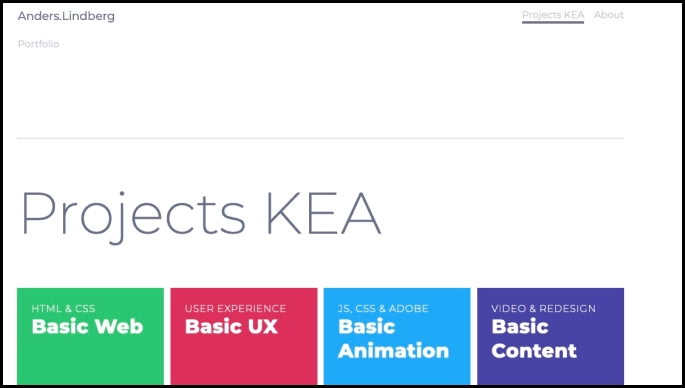 Anders.Lindberg
Projects KEA About
Portfolio
Projects KEA
HTML & CSS
Basic Web
USER EXPERIENCE
Basic UX
JS, CSS & ADOBE
Basic
Animation
VIDEO & REDESIGN
Basic
Content